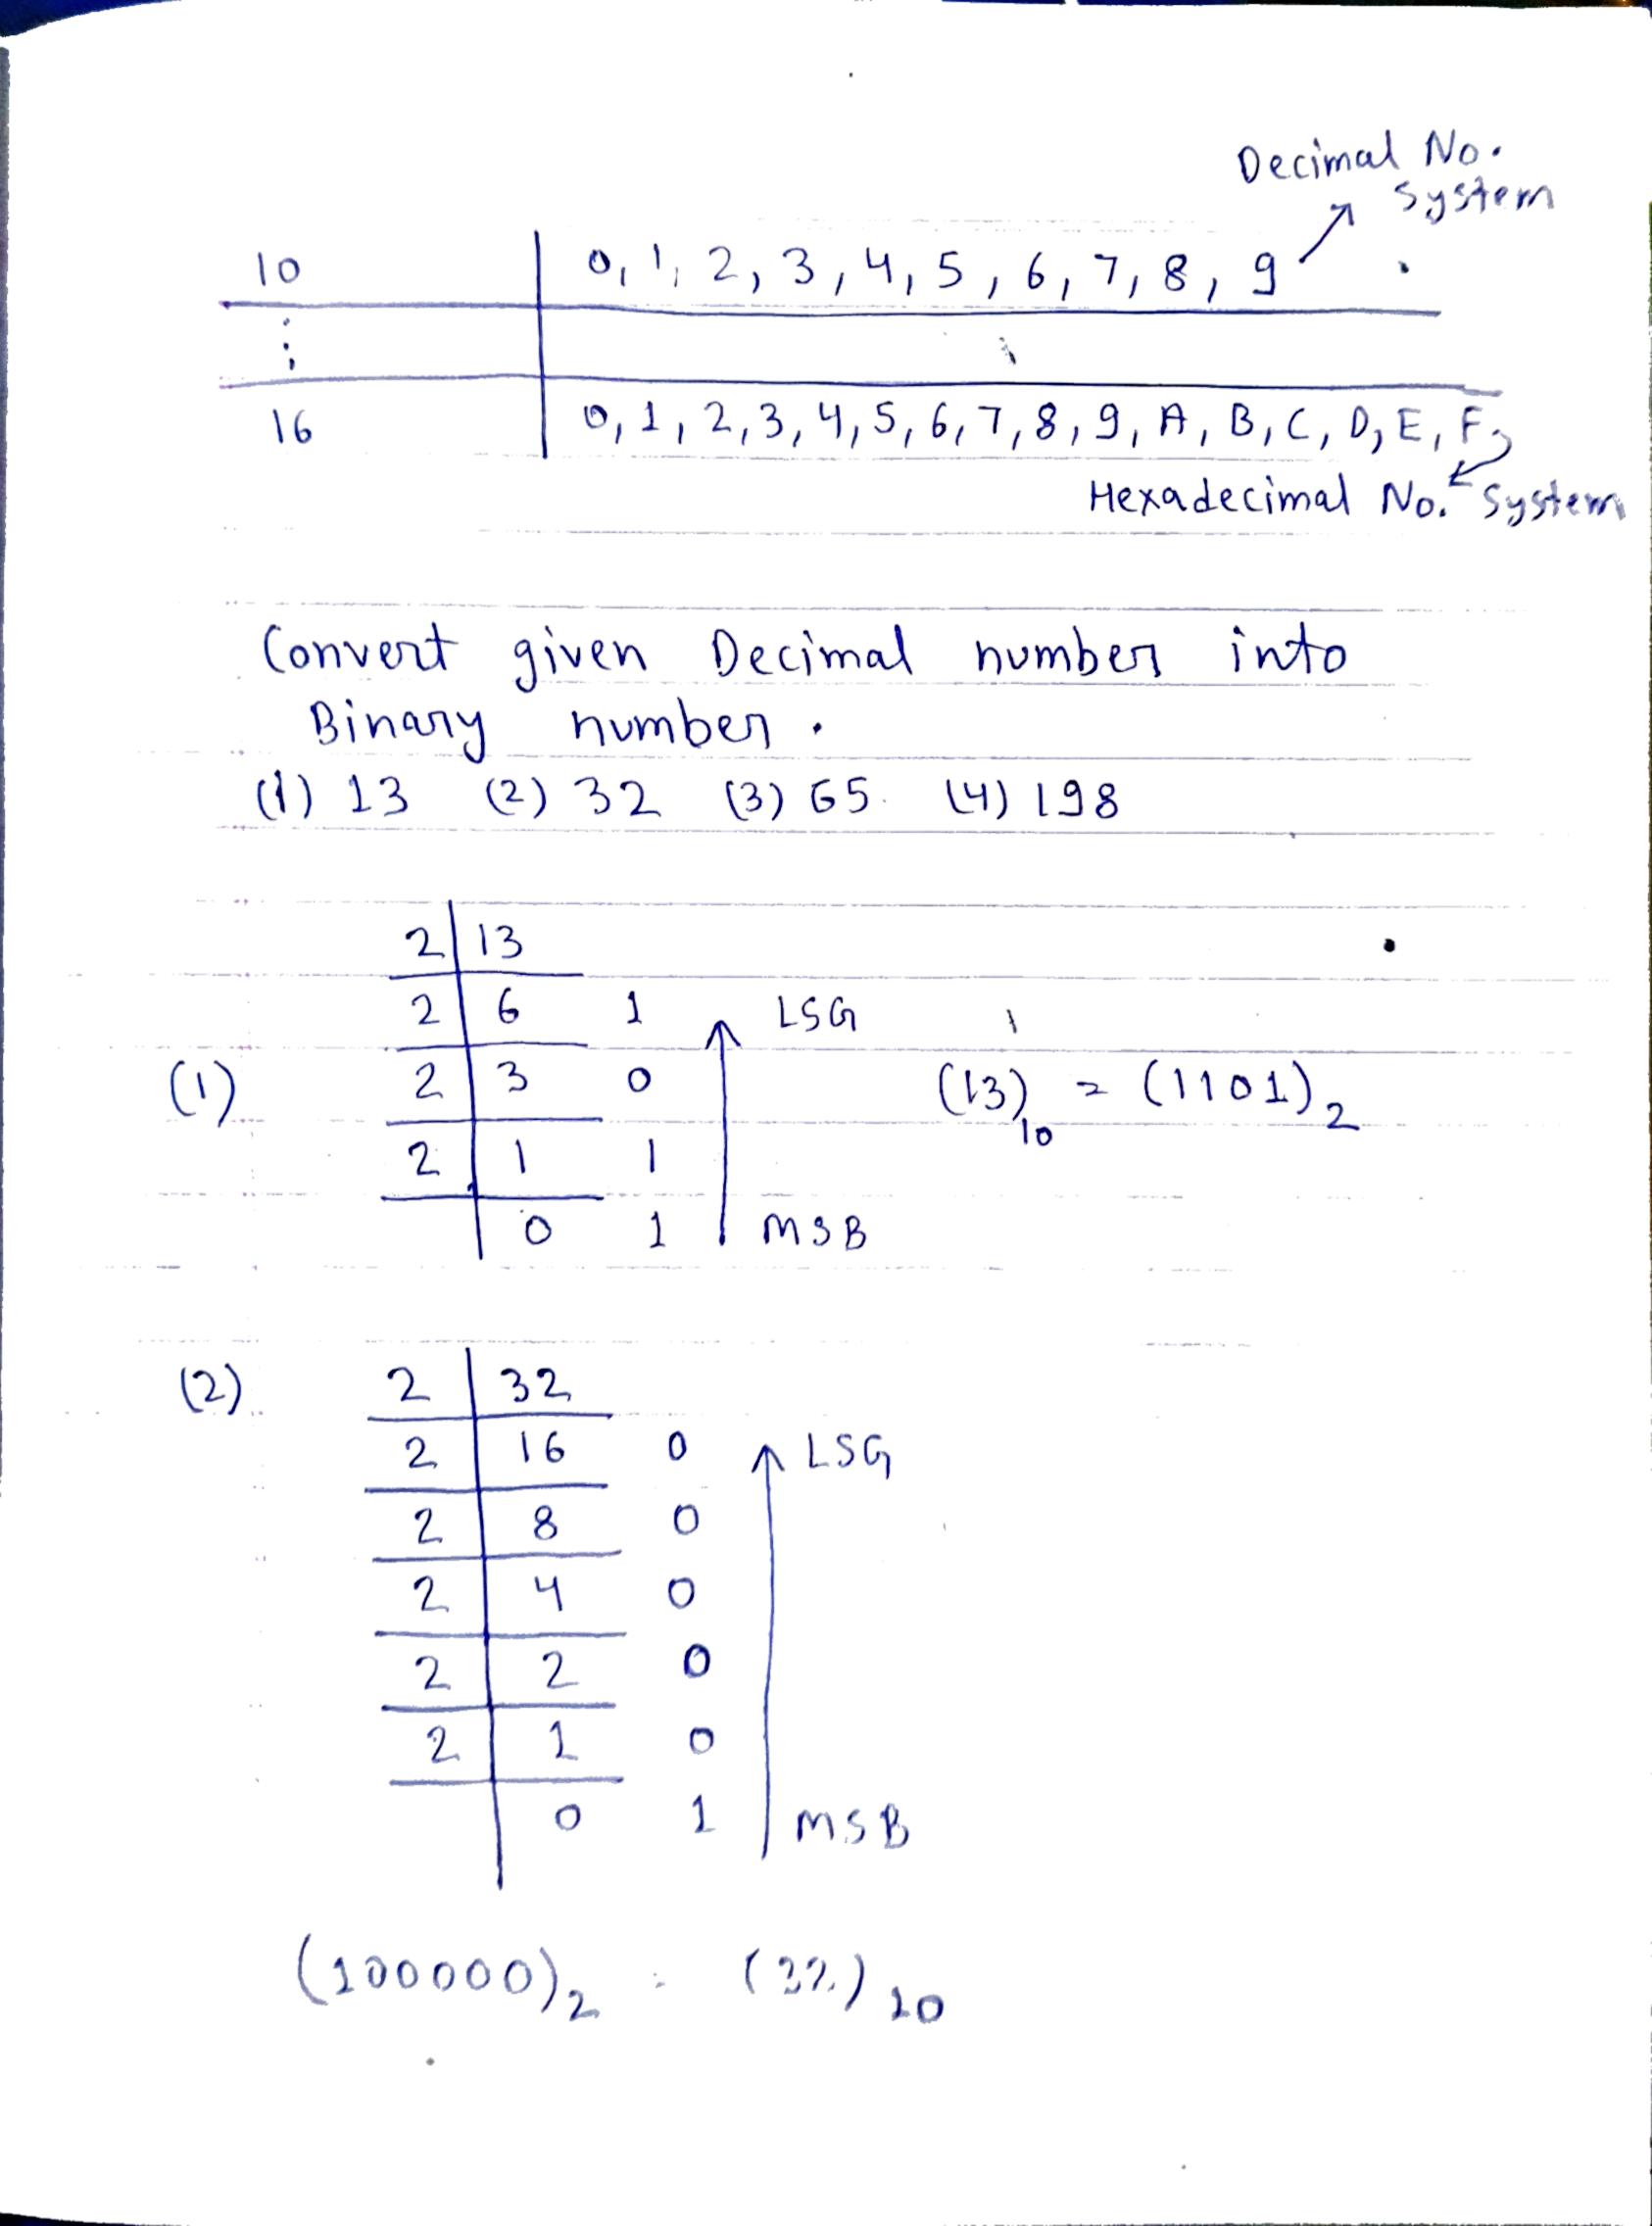 Decimal No.
System
10 0, 1, 2, 3, 4, 5, 6, 7, 8, 9
⋮ ⋮
16 0, 1, 2, 3, 4, 5, 6, 7, 8, 9, A, B, C, D, E, F
Hexadecimal No. System
Convert given Decimal number into
Binary number.
(1) 13 (2) 32 (3) 65. (4) 198
2 13
2 6 1 LSG
(1) 2 3 0 (13)10 = (1101)2
2 1 1
0 1 MSB
(2) 2 32
2 16 0 LSG
2 8 0
2 4 0
2 2 0
2 1 0
0 1 MSB
(100000)2 = (32)10